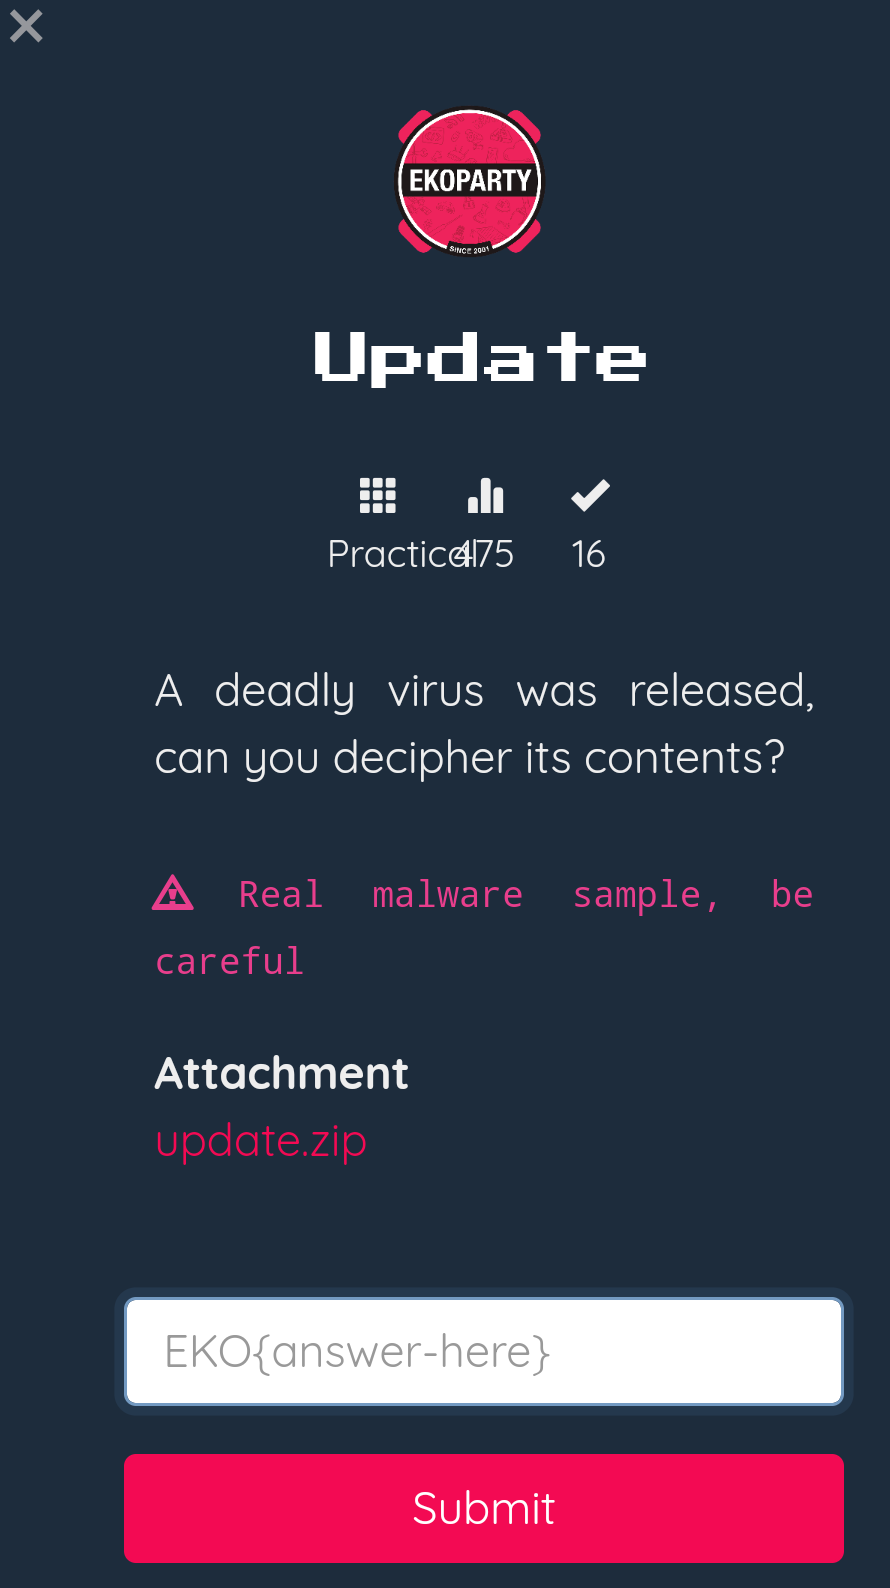 EKOPARTY
SINCE 2001
Update
Practical 475 16
A deadly virus was released,
can you decipher its contents?
Real malware sample, be
careful
Attachment
update.zip
EKO{answer-here}
Submit